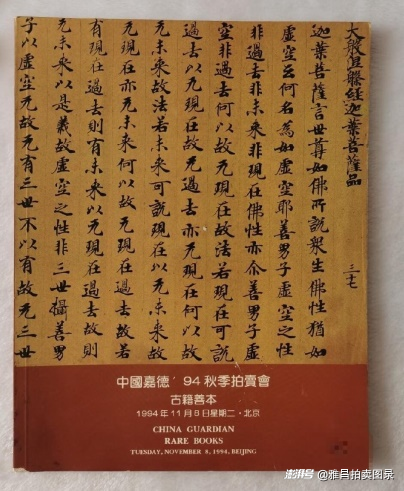 大般涅槃經迦葉菩薩品 三十七
迦葉菩薩言世尊如佛所說衆生佛性猶如
虛空云何名為如虛空耶善男子虛空之性
非過去非未來非現在佛性亦尒善男子虛
空非過去何以故无現在故法若現在可說
過去以无現在故无過去亦无現在何以故
无未來故法若未來可說現在以无未來故
无現在亦无未來何以故无現在過去故若
有現在過去則有未來以无現在過去故則
无未來以是義故虛空之性非三世攝善男
子以虛空无故无有三世不以有故无三世
中國嘉德'94秋季拍賣會
古籍善本
1994年11月8日星期二·北京
CHINA GUARDIAN
RARE BOOKS
TUESDAY, NOVEMBER 8, 1994, BEIJING
澎湃号@雅昌拍卖图录